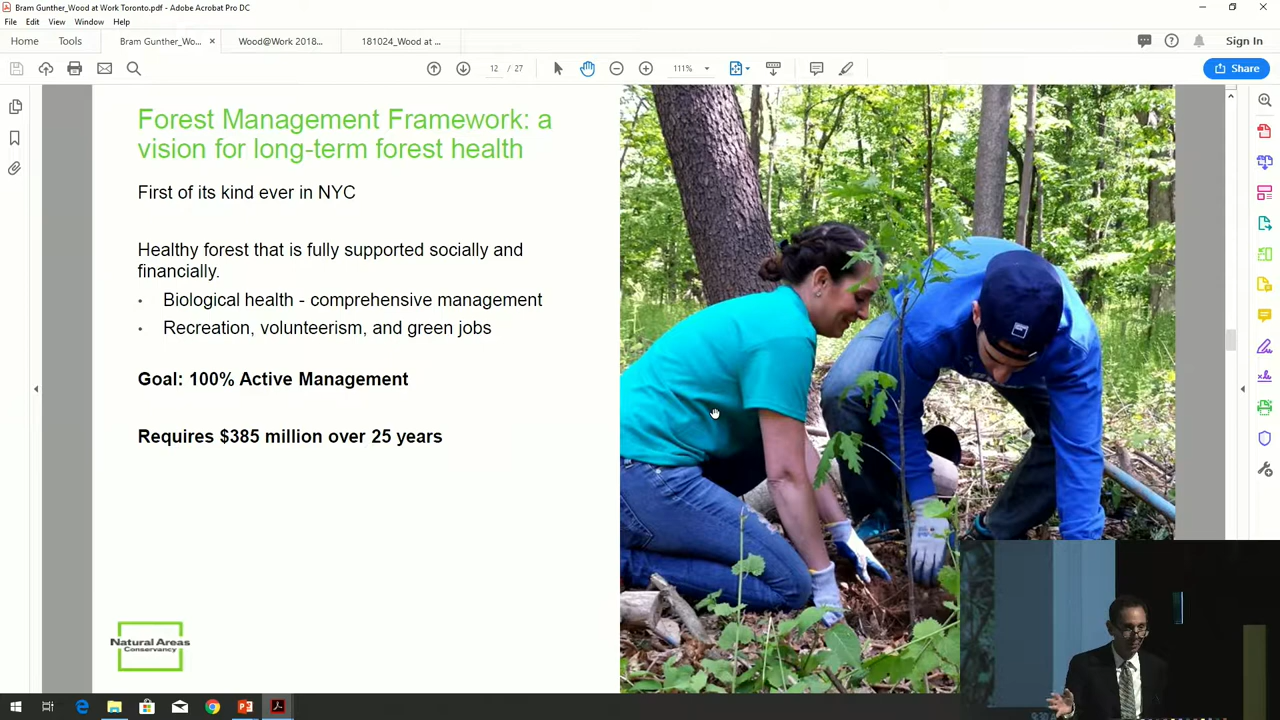 Bram Gunther_Wood at Work Toronto.pdf - Adobe Acrobat Pro DC
File Edit View Window Help
Home Tools Bram Gunther_Wo... × Wood@Work 2018... 181024_Wood at ... Sign In
12 / 27 111% Share
Forest Management Framework: a
vision for long-term forest health
First of its kind ever in NYC
Healthy forest that is fully supported socially and
financially.
• Biological health - comprehensive management
• Recreation, volunteerism, and green jobs
Goal: 100% Active Management
Requires $385 million over 25 years
Natural Areas
Conservancy